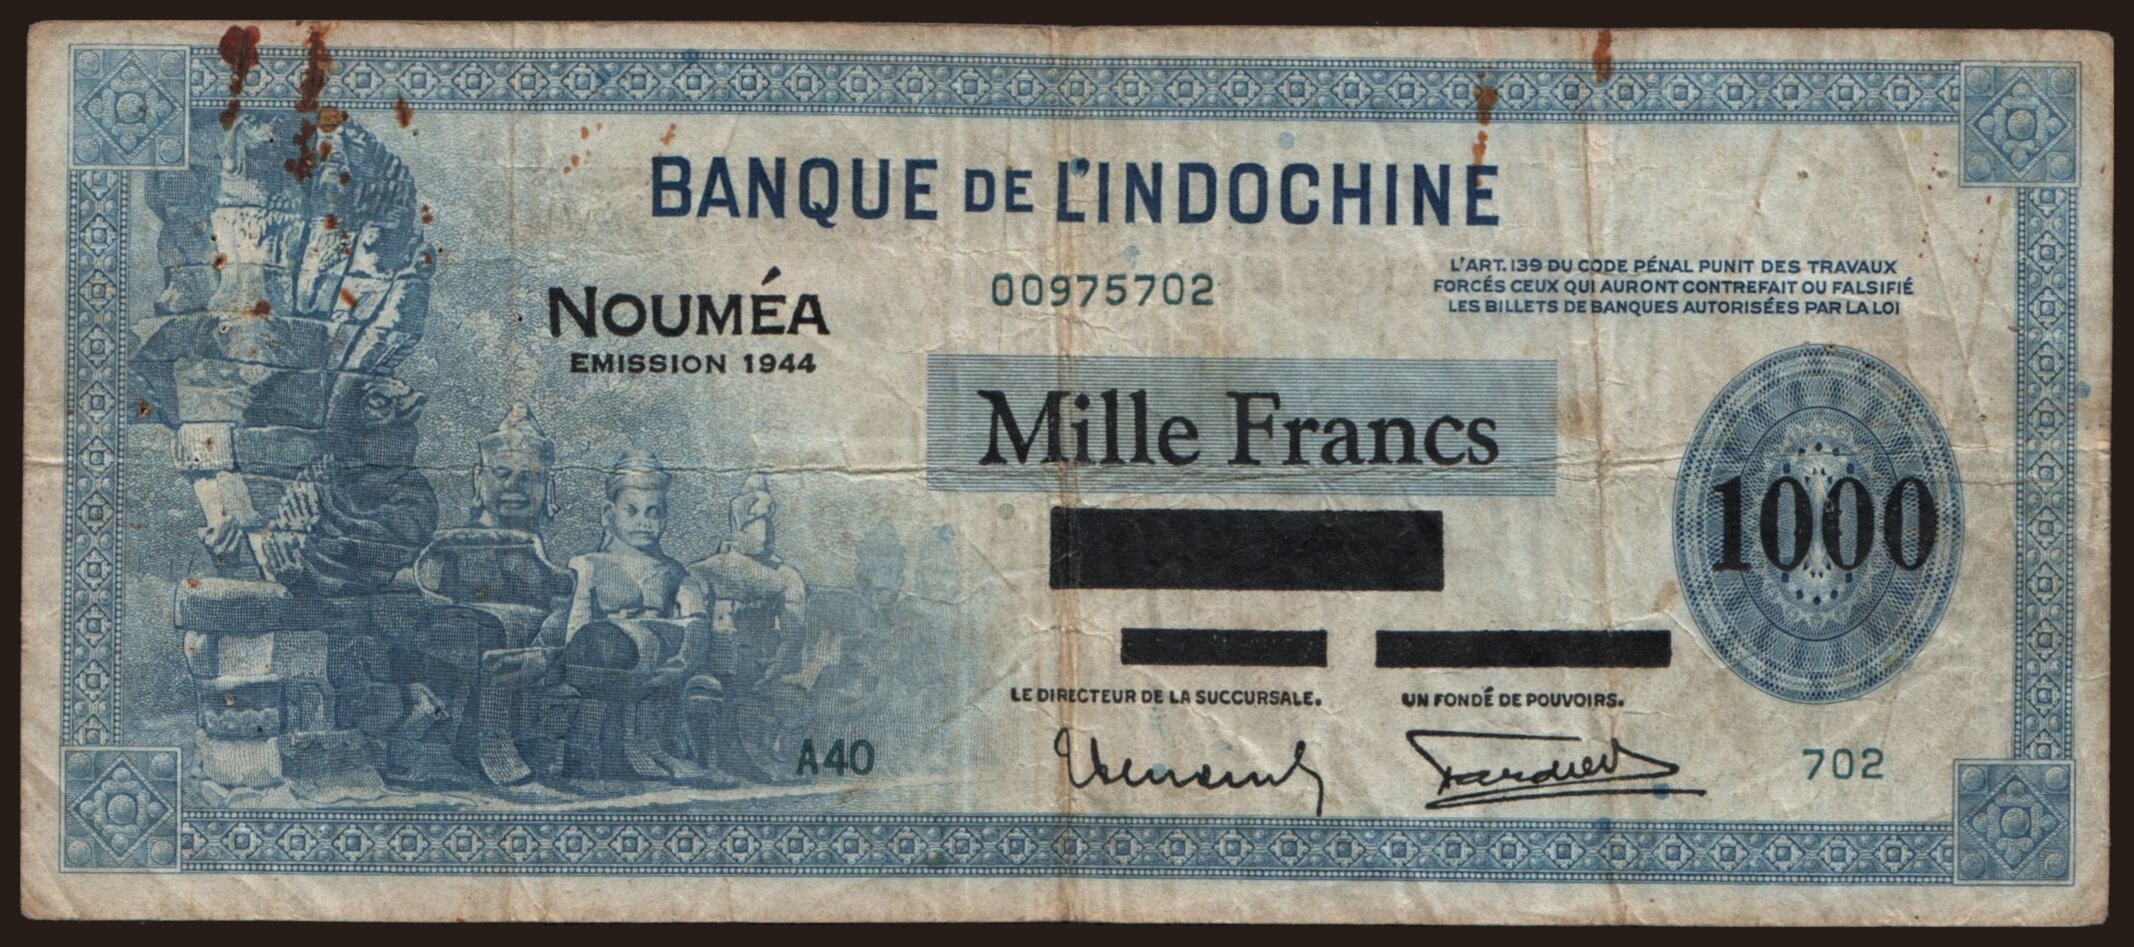 BANQUE DE L'INDOCHINE
NOUMÉA
EMISSION 1944
00975702
L'ART. 139 DU CODE PÉNAL PUNIT DES TRAVAUX
FORCÉS CEUX QUI AURONT CONTREFAIT OU FALSIFIÉ
LES BILLETS DE BANQUES AUTORISÉES PAR LA LOI
Mille Francs
1000
LE DIRECTEUR DE LA SUCCURSALE.
UN FONDÉ DE POUVOIRS.
A40
702